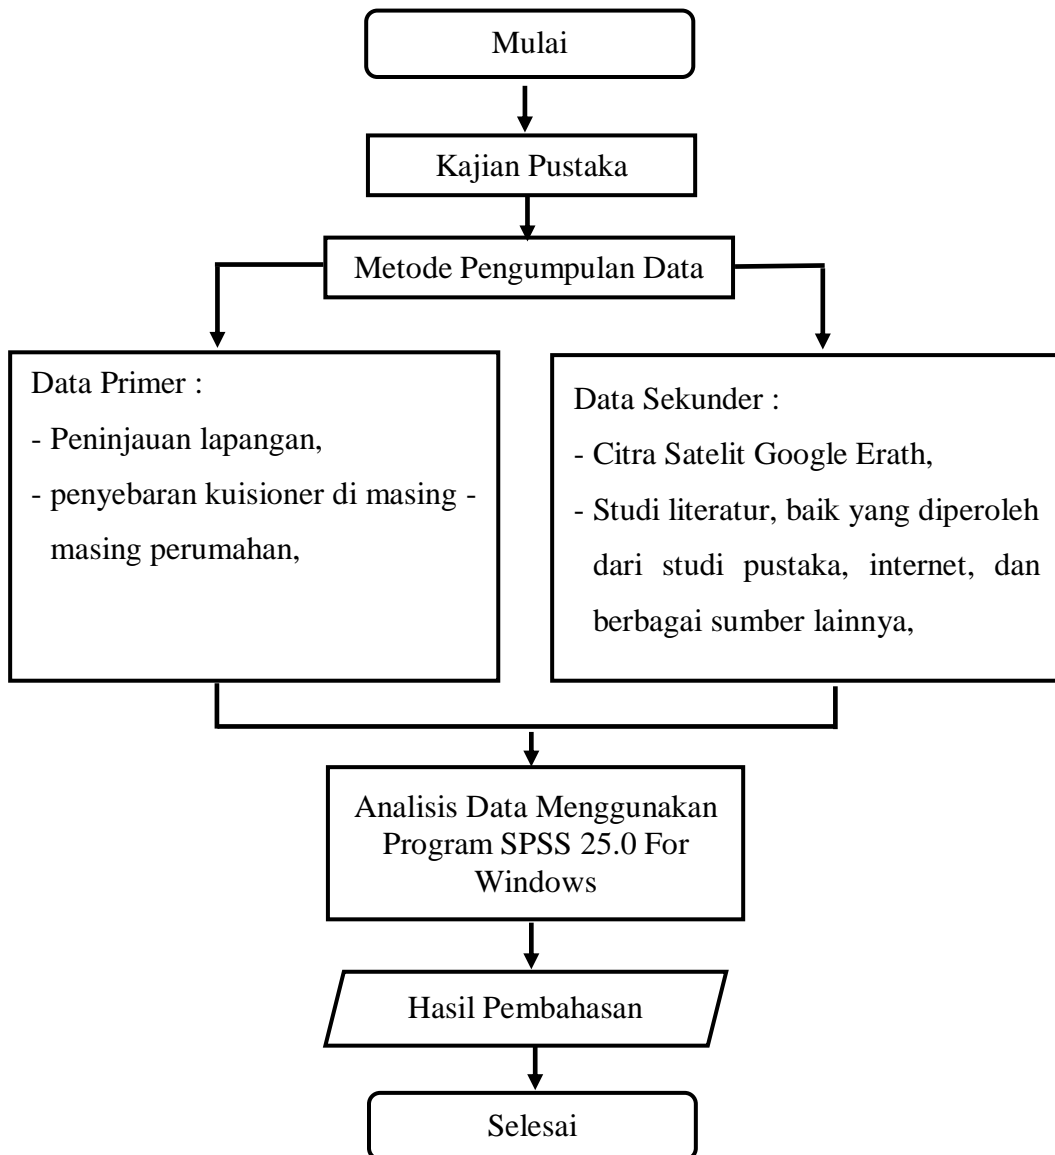 Mulai
Kajian Pustaka
Metode Pengumpulan Data
Data Primer :
- Peninjauan lapangan,
- penyebaran kuisioner di masing -
masing perumahan,
Data Sekunder :
- Citra Satelit Google Erath,
- Studi literatur, baik yang diperoleh
dari studi pustaka, internet, dan
berbagai sumber lainnya,
Analisis Data Menggunakan
Program SPSS 25.0 For
Windows
Hasil Pembahasan
Selesai